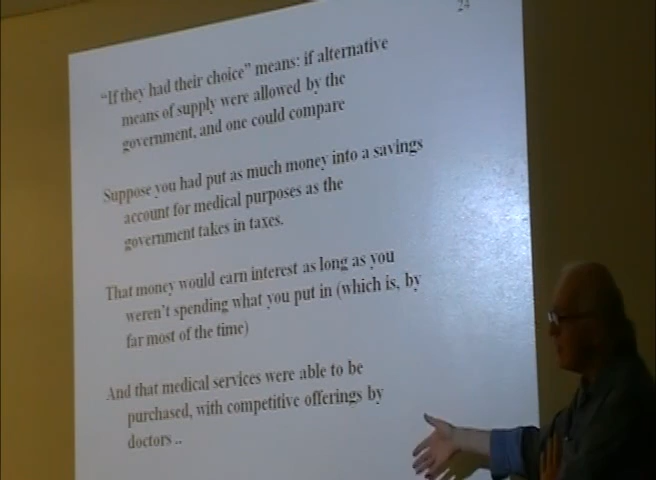 24
"If they had their choice" means: if alternative
means of supply were allowed by the
government, and one could compare
Suppose you had put as much money into a savings
account for medical purposes as the
government takes in taxes.
That money would earn interest as long as you
weren't spending what you put in (which is, by
far most of the time)
And that medical services were able to be
purchased, with competitive offerings by
doctors ..